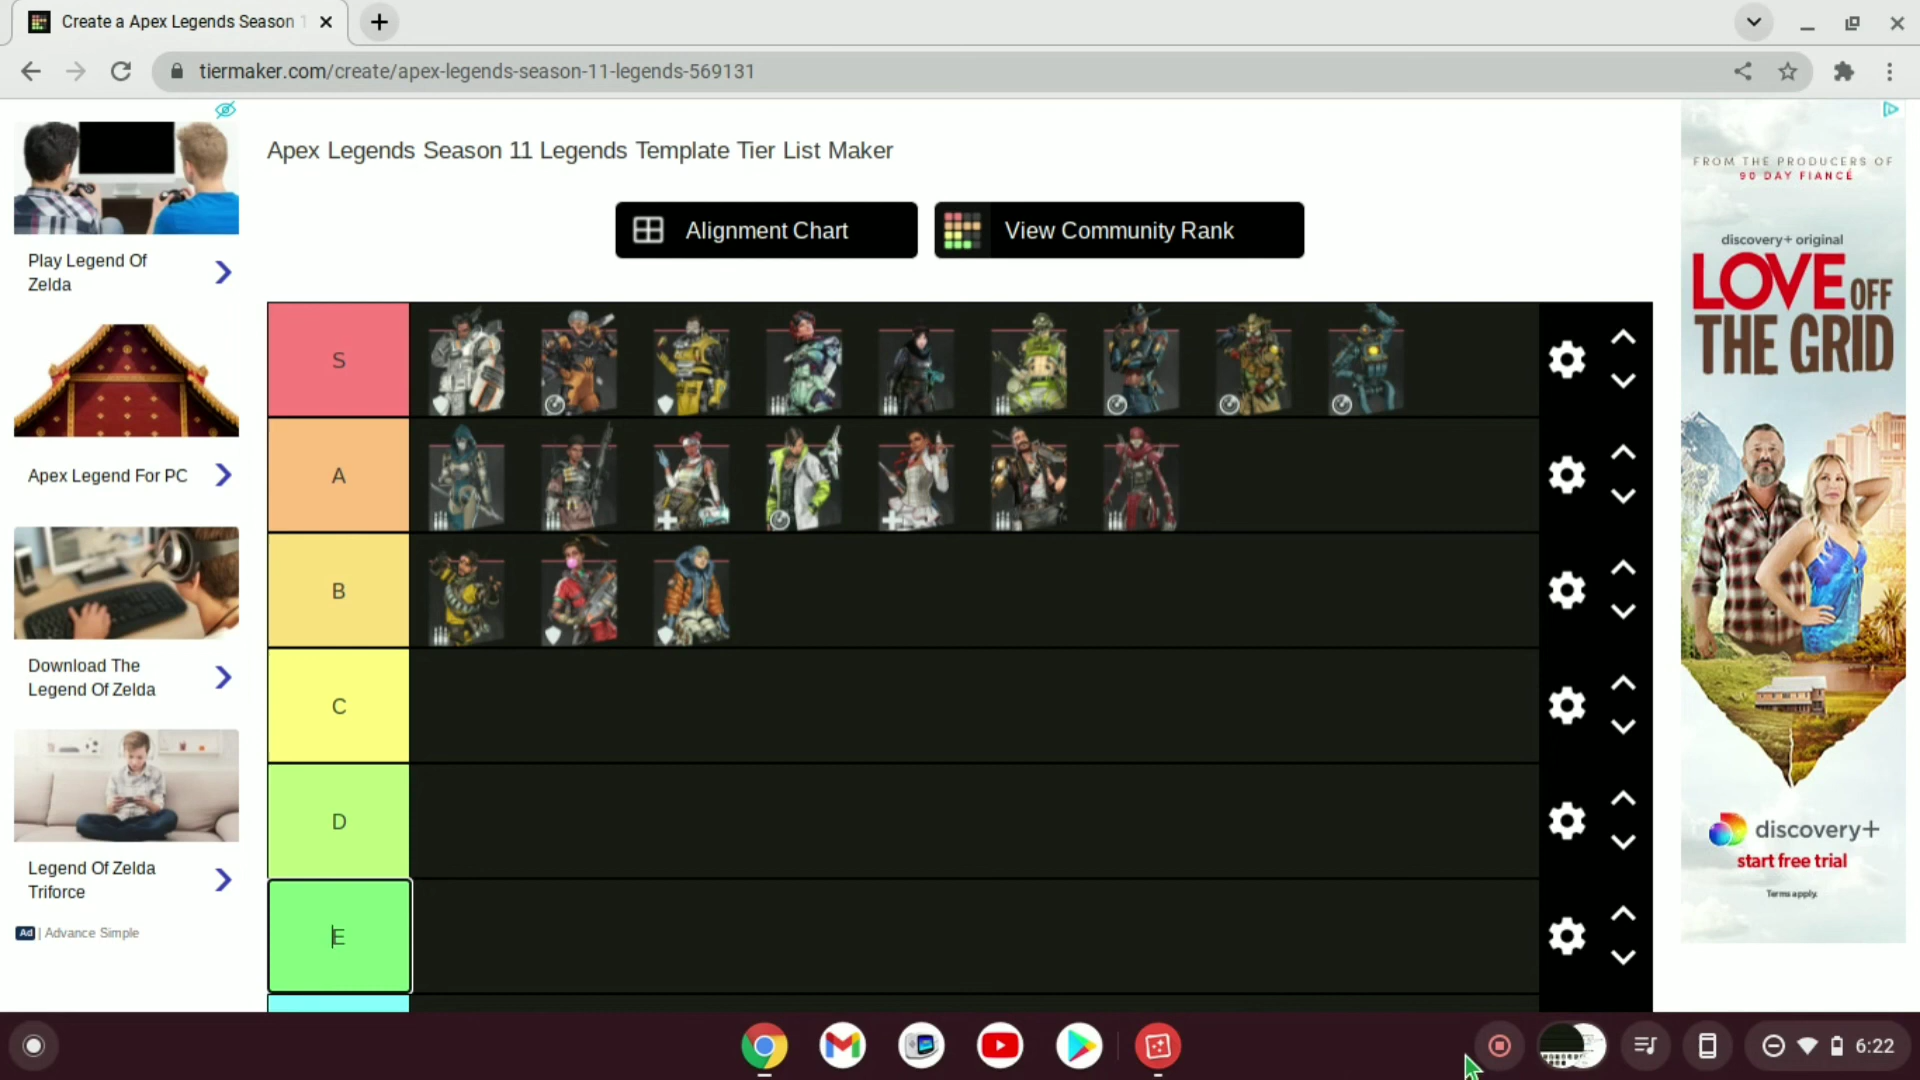 Create a Apex Legends Season 1
tiermaker.com/create/apex-legends-season-11-legends-569131
Play Legend Of
Zelda
Apex Legend For PC
Download The
Legend Of Zelda
Legend Of Zelda
Triforce
Ad | Advance Simple
Apex Legends Season 11 Legends Template Tier List Maker
Alignment Chart
View Community Rank
S
A
B
C
D
E
FROM THE PRODUCERS OF
90 DAY FIANCÉ
discovery+ original
LOVE OFF
THE GRID
discovery+
start free trial
Terms apply.
6:22